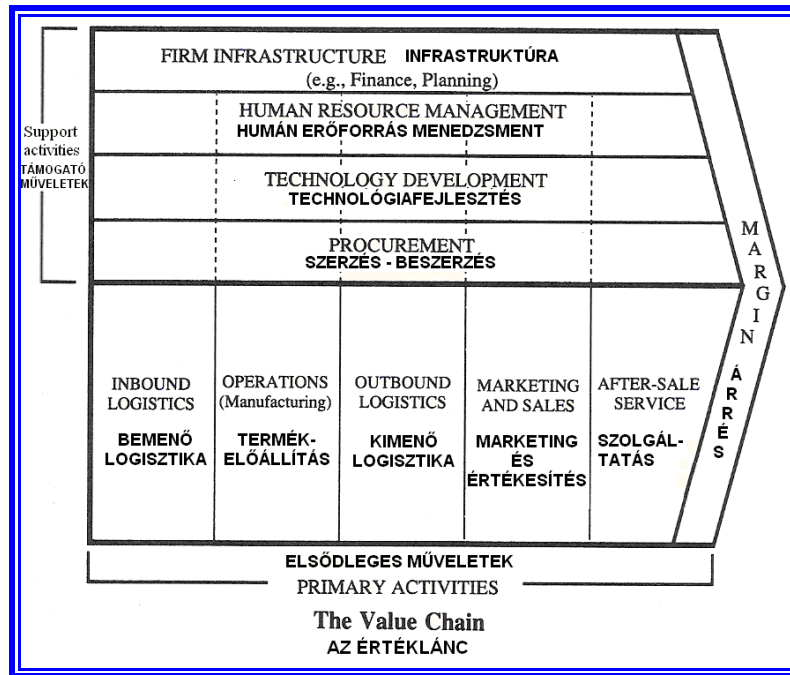 FIRM INFRASTRUCTURE INFRASTRUKTÚRA
(e.g., Finance, Planning)
HUMAN RESOURCE MANAGEMENT
HUMÁN ERŐFORRÁS MENEDZSMENT
Support
activities
TÁMOGATÓ
MŰVELETEK
TECHNOLOGY DEVELOPMENT
TECHNOLÓGIAFEJLESZTÉS
PROCUREMENT
SZERZÉS - BESZERZÉS
MARGIN
ÁRRÉS
INBOUND
LOGISTICS
BEMENŐ
LOGISZTIKA
OPERATIONS
(Manufacturing)
TERMÉK-
ELŐÁLLÍTÁS
OUTBOUND
LOGISTICS
KIMENŐ
LOGISZTIKA
MARKETING
AND SALES
MARKETING
ÉS
ÉRTÉKESÍTÉS
AFTER-SALE
SERVICE
SZOLGÁL-
TATÁS
ELSŐDLEGES MŰVELETEK
PRIMARY ACTIVITIES
The Value Chain
AZ ÉRTÉKLÁNC